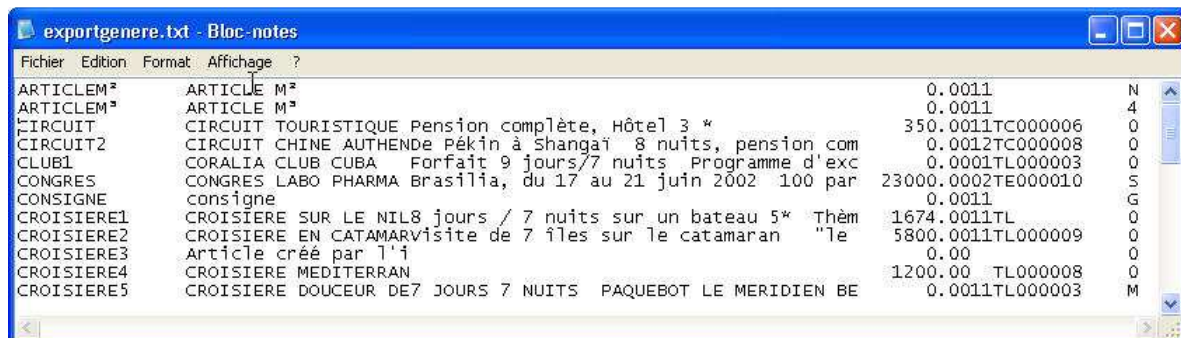 exportgenere.txt - Bloc-notes
Fichier Edition Format Affichage ?
ARTICLEM² ARTICLE M² 0.0011 N
ARTICLEM³ ARTICLE M³ 0.0011 4
CIRCUIT CIRCUIT TOURISTIQUE Pension complète, Hôtel 3 * 350.0011TC000006 0
CIRCUIT2 CIRCUIT CHINE AUTHENDe Pékin à Shangaï 8 nuits, pension com 0.0012TC000008 0
CLUB1 CORALIA CLUB CUBA Forfait 9 jours/7 nuits Programme d'exc 0.0001TL000003 0
CONGRES CONGRES LABO PHARMA Brasilia, du 17 au 21 juin 2002 100 par 23000.0002TE000010 S
CONSIGNE consigne 0.0011 G
CROISIERE1 CROISIERE SUR LE NIL8 jours / 7 nuits sur un bateau 5* Thèm 1674.0011TL 0
CROISIERE2 CROISIERE EN CATAMARVisite de 7 îles sur le catamaran "le 5800.0011TL000009 0
CROISIERE3 Article créé par l'i 0.00 0
CROISIERE4 CROISIERE MEDITERRAN 1200.00 TL000008 0
CROISIERE5 CROISIERE DOUCEUR DE7 JOURS 7 NUITS PAQUEBOT LE MERIDIEN BE 0.0011TL000003 M